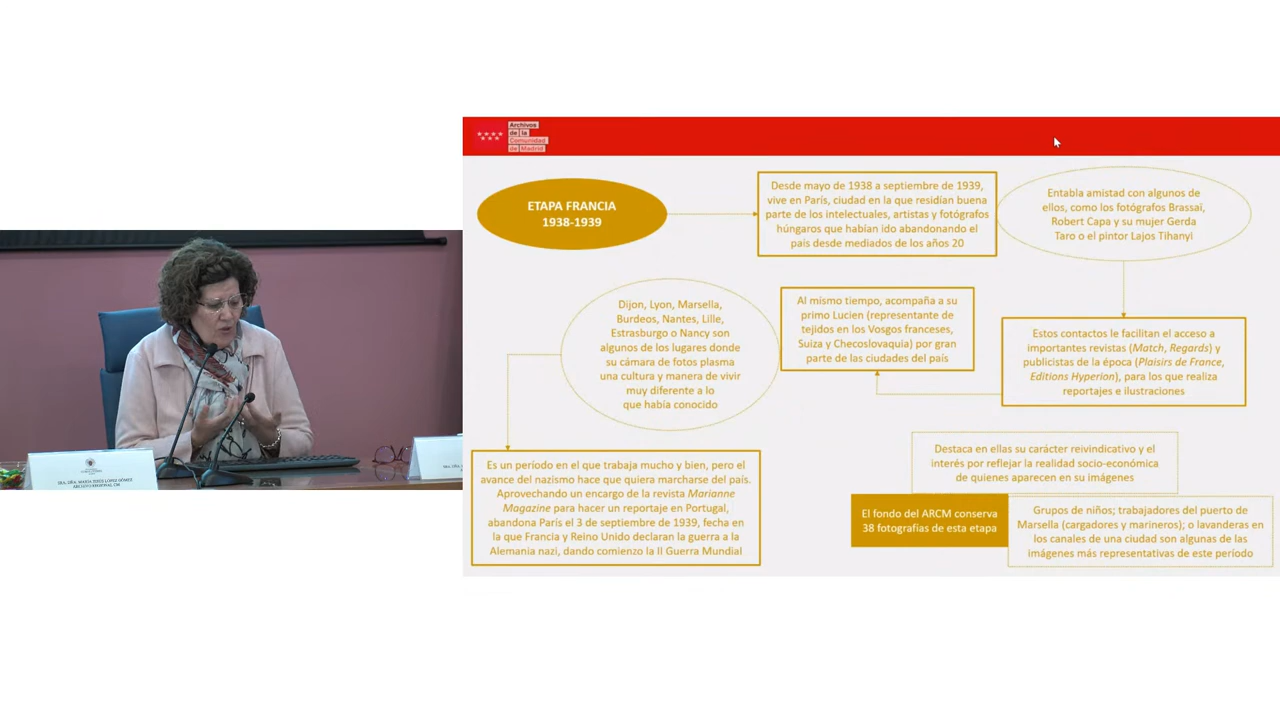 Archivos
de la
Comunidad
de Madrid
ETAPA FRANCIA
1938-1939
Desde mayo de 1938 a septiembre de 1939,
vive en París, ciudad en la que residían buena
parte de los intelectuales, artistas y fotógrafos
húngaros que habían ido abandonando el
país desde mediados de los años 20
Entabla amistad con algunos de
ellos, como los fotógrafos Brassaï,
Robert Capa y su mujer Gerda
Taro o el pintor Lajos Tihanyi
Estos contactos le facilitan el acceso a
importantes revistas (Match, Regards) y
publicistas de la época (Plaisirs de France,
Editions Hyperion), para los que realiza
reportajes e ilustraciones
Al mismo tiempo, acompaña a su
primo Lucien (representante de
tejidos en los Vosgos franceses,
Suiza y Checoslovaquia) por gran
parte de las ciudades del país
Dijon, Lyon, Marsella,
Burdeos, Nantes, Lille,
Estrasburgo o Nancy son
algunos de los lugares donde
su cámara de fotos plasma
una cultura y manera de vivir
muy diferente a lo
que había conocido
Es un período en el que trabaja mucho y bien, pero el
avance del nazismo hace que quiera marcharse del país.
Aprovechando un encargo de la revista Marianne
Magazine para hacer un reportaje en Portugal,
abandona París el 3 de septiembre de 1939, fecha en
la que Francia y Reino Unido declaran la guerra a la
Alemania nazi, dando comienzo la II Guerra Mundial
Destaca en ellas su carácter reivindicativo y el
interés por reflejar la realidad socio-económica
de quienes aparecen en su imágenes
El fondo del ARCM conserva
38 fotografías de esta etapa
Grupos de niños; trabajadores del puerto de
Marsella (cargadores y marineros); o lavanderas en
los canales de una ciudad son algunas de las
imágenes más representativas de este período